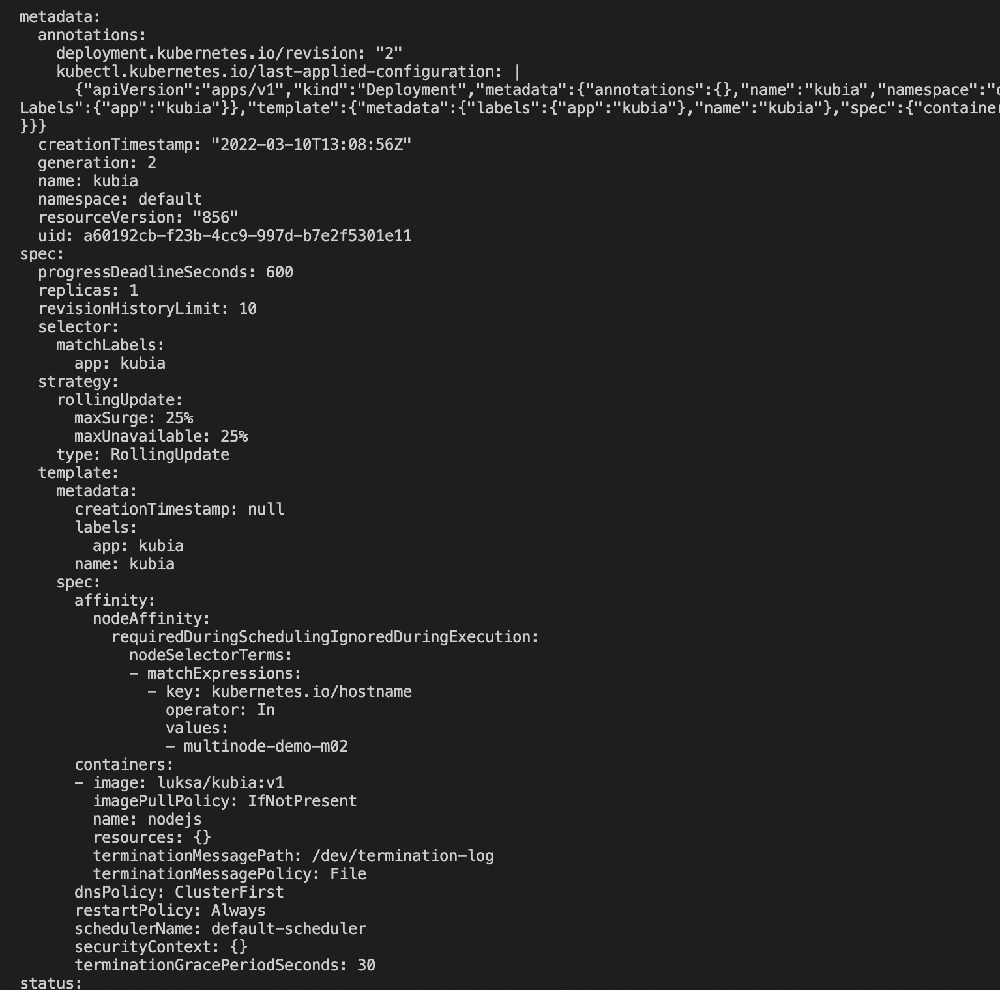 metadata:
  annotations:
    deployment.kubernetes.io/revision: "2"
    kubectl.kubernetes.io/last-applied-configuration: |
      {"apiVersion":"apps/v1","kind":"Deployment","metadata":{"annotations":{},"name":"kubia","namespace":"
Labels":{"app":"kubia"}},"template":{"metadata":{"labels":{"app":"kubia"},"name":"kubia"},"spec":{"container
}}}
  creationTimestamp: "2022-03-10T13:08:56Z"
  generation: 2
  name: kubia
  namespace: default
  resourceVersion: "856"
  uid: a60192cb-f23b-4cc9-997d-b7e2f5301e11
spec:
  progressDeadlineSeconds: 600
  replicas: 1
  revisionHistoryLimit: 10
  selector:
    matchLabels:
      app: kubia
  strategy:
    rollingUpdate:
      maxSurge: 25%
      maxUnavailable: 25%
    type: RollingUpdate
  template:
    metadata:
      creationTimestamp: null
      labels:
        app: kubia
      name: kubia
    spec:
      affinity:
        nodeAffinity:
          requiredDuringSchedulingIgnoredDuringExecution:
            nodeSelectorTerms:
            - matchExpressions:
              - key: kubernetes.io/hostname
                operator: In
                values:
                - multinode-demo-m02
      containers:
      - image: luksa/kubia:v1
        imagePullPolicy: IfNotPresent
        name: nodejs
        resources: {}
        terminationMessagePath: /dev/termination-log
        terminationMessagePolicy: File
      dnsPolicy: ClusterFirst
      restartPolicy: Always
      schedulerName: default-scheduler
      securityContext: {}
      terminationGracePeriodSeconds: 30
status: